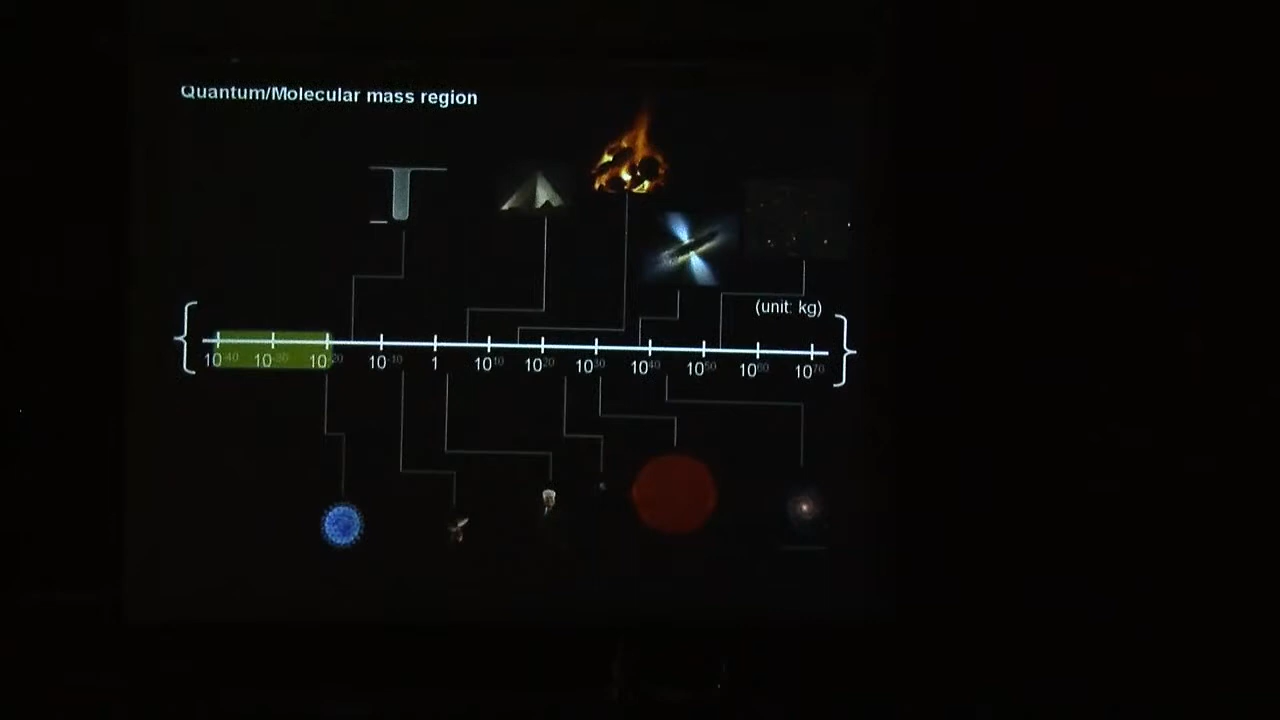 Quantum/Molecular mass region
(unit: kg)
10⁻⁴⁰ 10⁻³⁰ 10⁻²⁰ 10⁻¹⁰ 1 10¹⁰ 10²⁰ 10³⁰ 10⁴⁰ 10⁵⁰ 10⁶⁰ 10⁷⁰